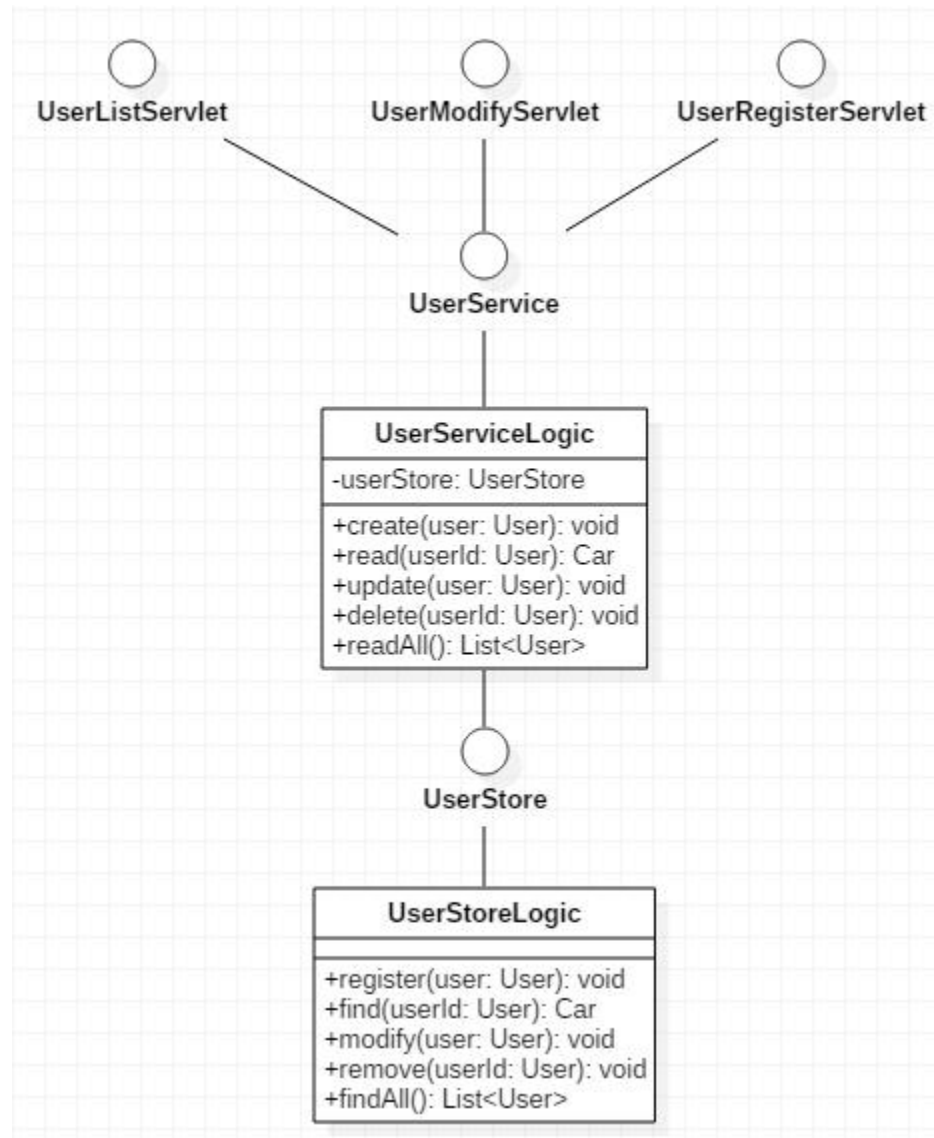 UserListServlet
UserModifyServlet
UserRegisterServlet
UserService
UserServiceLogic
-userStore: UserStore
+create(user: User): void
+read(userId: User): Car
+update(user: User): void
+delete(userId: User): void
+readAll(): List<User>
UserStore
UserStoreLogic
+register(user: User): void
+find(userId: User): Car
+modify(user: User): void
+remove(userId: User): void
+findAll(): List<User>